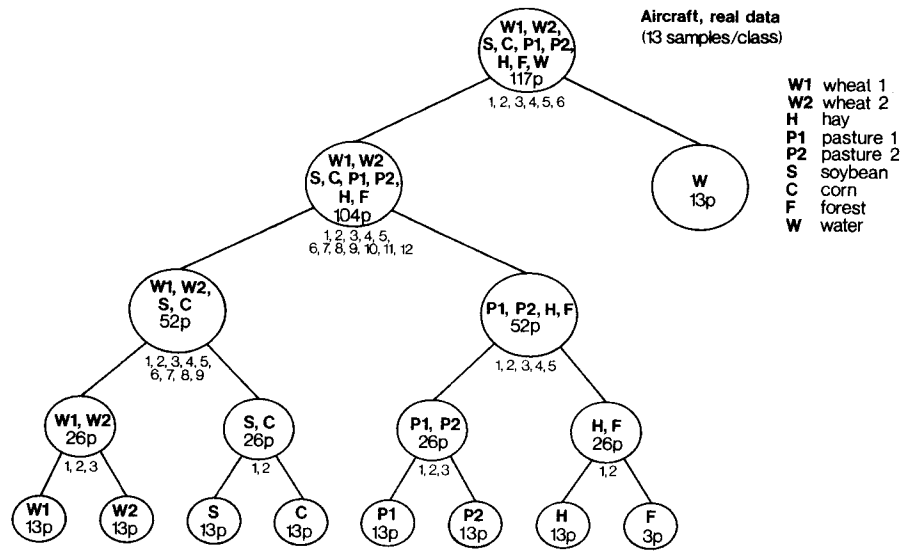 W1, W2,
S, C, P1, P2,
H, F, W
117p
1, 2, 3, 4, 5, 6
Aircraft, real data
(13 samples/class)
W1 wheat 1
W2 wheat 2
H hay
P1 pasture 1
P2 pasture 2
S soybean
C corn
F forest
W water
W1, W2
S, C, P1, P2,
H, F
104p
1, 2, 3, 4, 5,
6, 7, 8, 9, 10, 11, 12
W
13p
W1, W2,
S, C
52p
1, 2, 3, 4, 5,
6, 7, 8, 9
P1, P2, H, F
52p
1, 2, 3, 4, 5
W1, W2
26p
1, 2, 3
S, C
26p
1, 2
P1, P2
26p
1, 2, 3
H, F
26p
1, 2
W1
13p
W2
13p
S
13p
C
13p
P1
13p
P2
13p
H
13p
F
3p